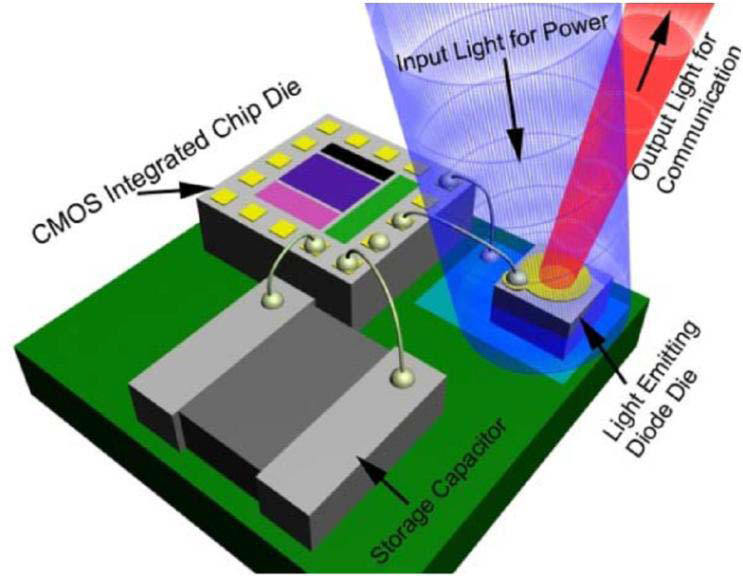 Input Light for Power
Output Light for
Communication
CMOS Integrated Chip Die
Light Emitting
Diode Die
Storage Capacitor